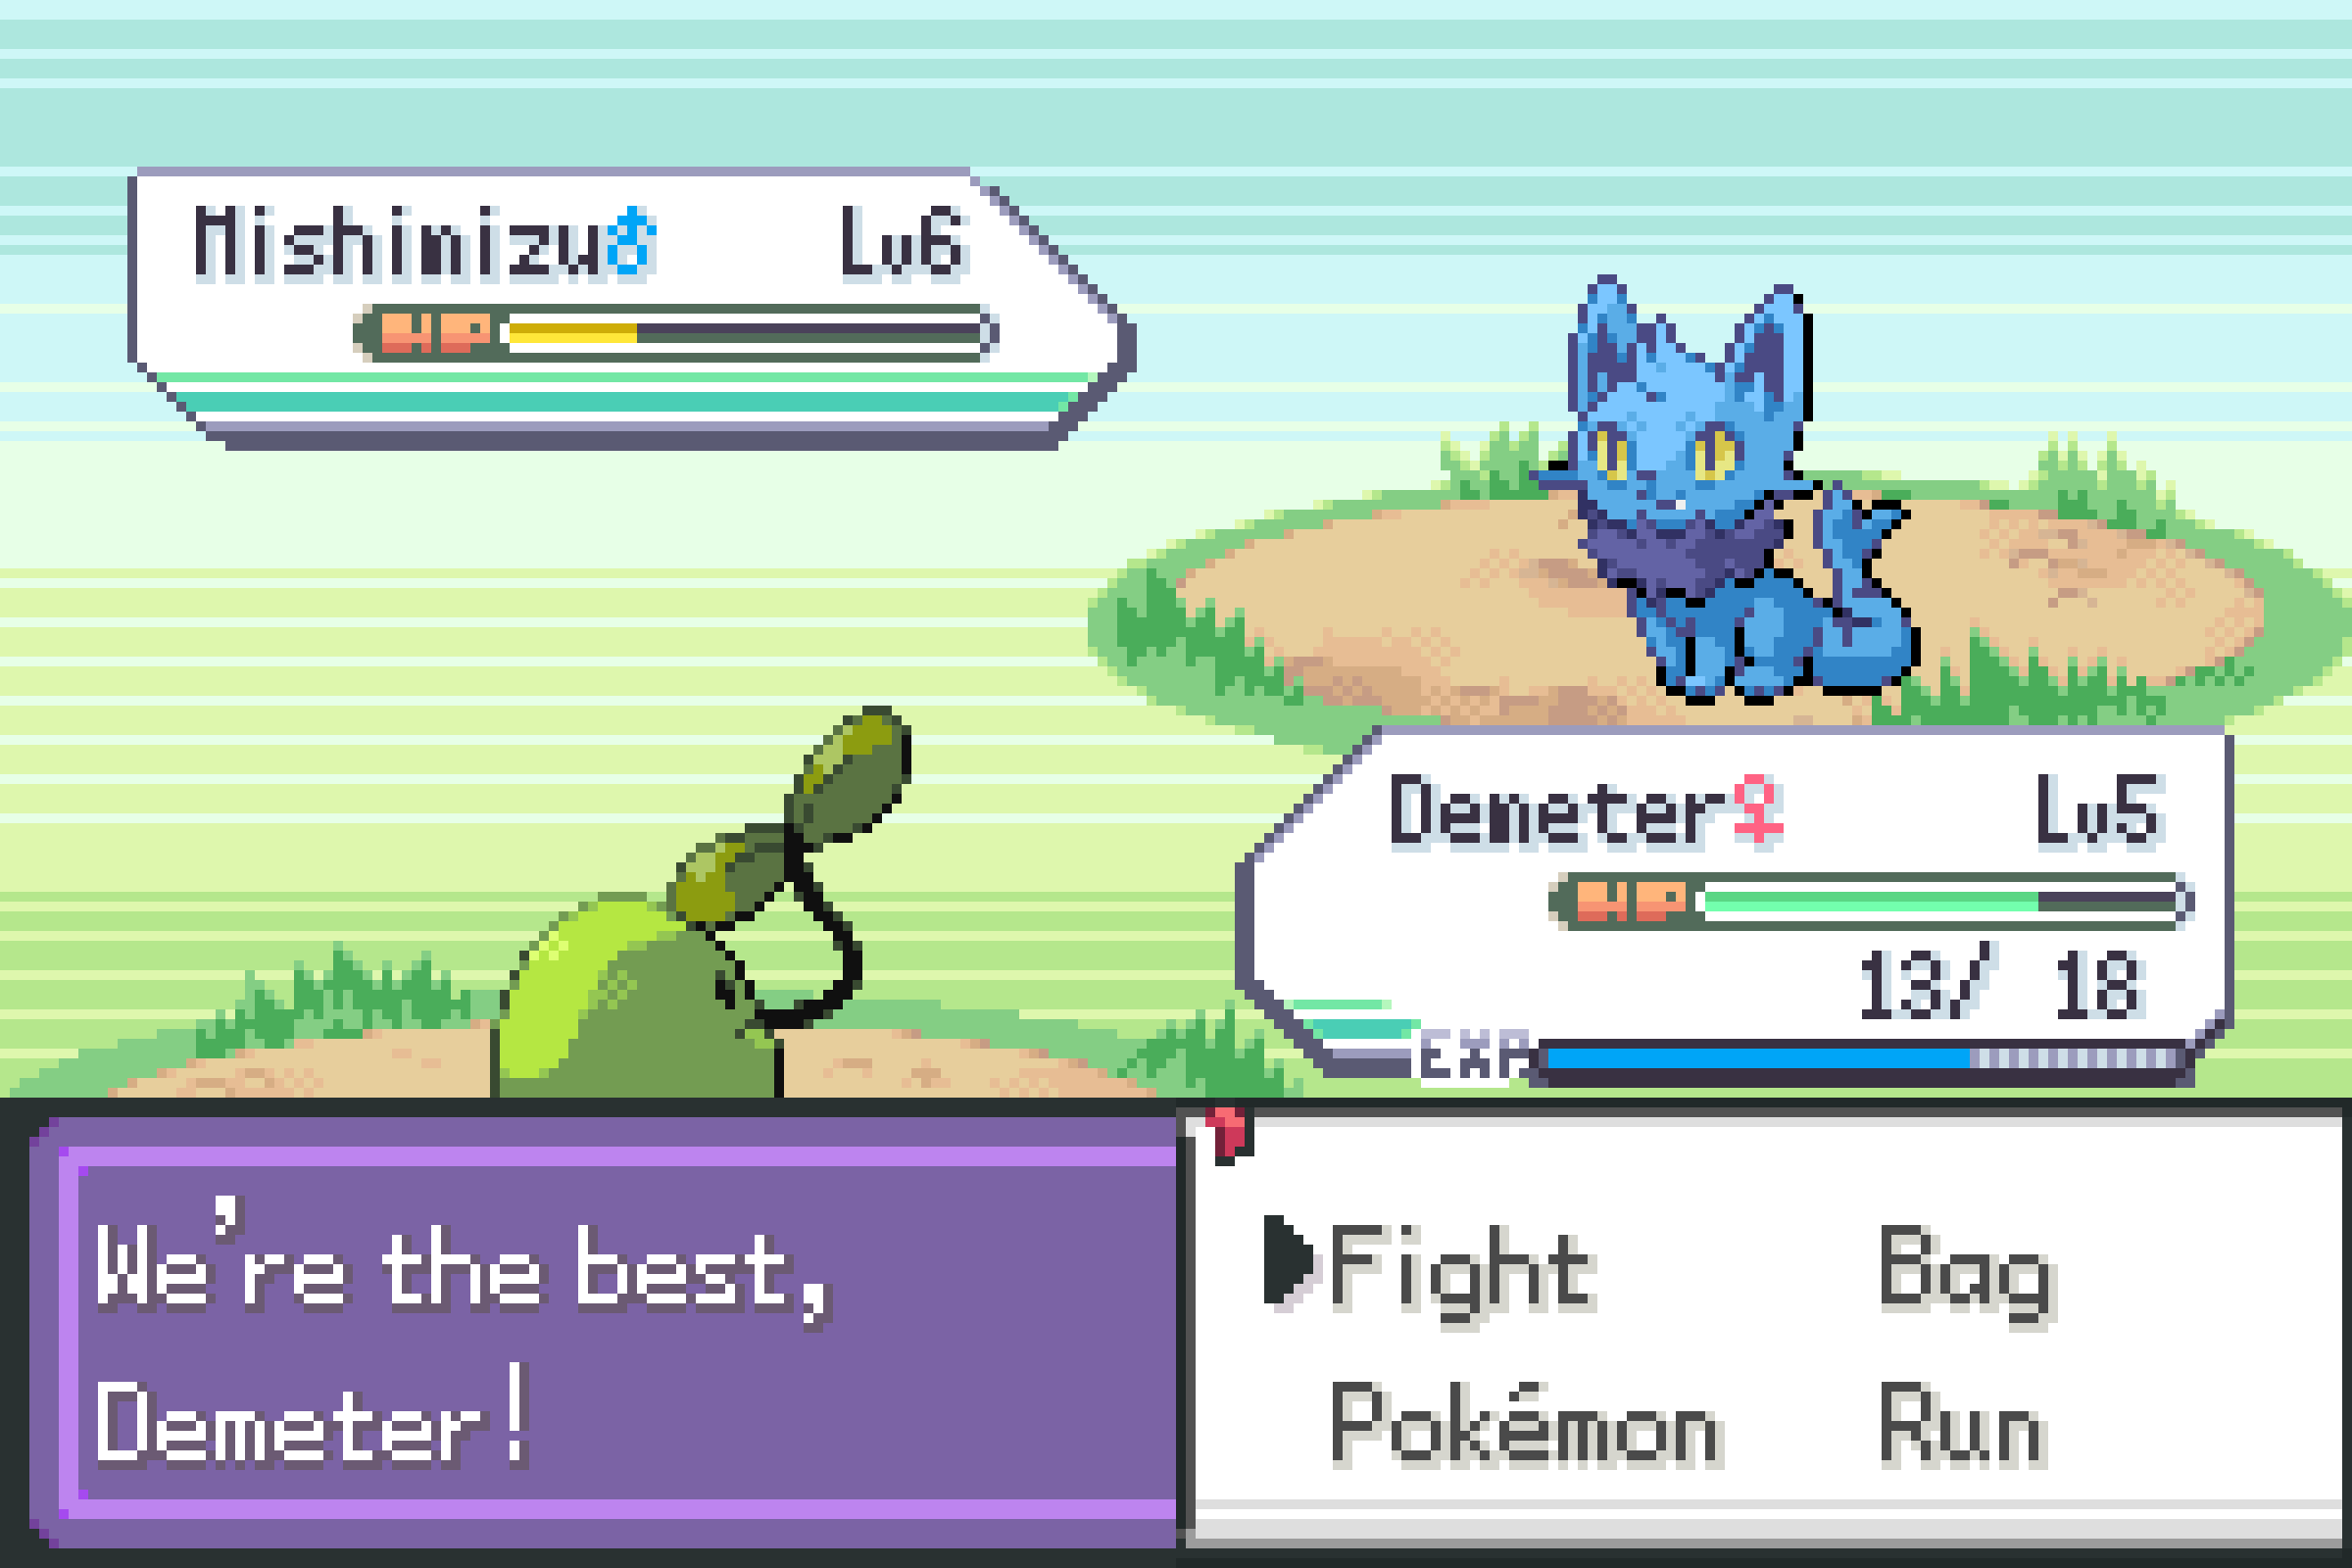 Mishimizu♂ Lv6
HP
Demeter♀ Lv5
HP
13/ 18
EXP
We're the best,
Demeter!
Fight Bag
Pokémon Run